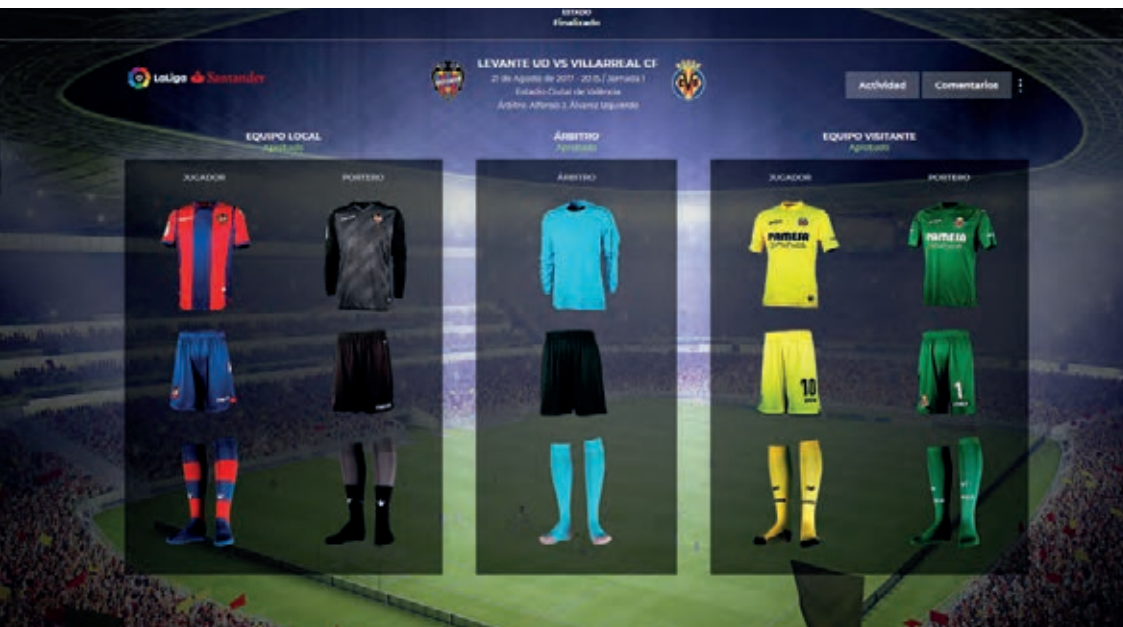 ESTADO
Finalizado
LaLiga Santander
LEVANTE UD VS VILLARREAL CF
21 de Agosto de 2017 - 20:15 / Jornada 1
Estadio Ciutat de València
Árbitro: Alfonso J. Álvarez Izquierdo
Actividad
Comentarios
EQUIPO LOCAL
Aprobado
ÁRBITRO
Aprobado
EQUIPO VISITANTE
Aprobado
JUGADOR
PORTERO
ÁRBITRO
JUGADOR
PORTERO
PAMESA
PAMESA
10
1